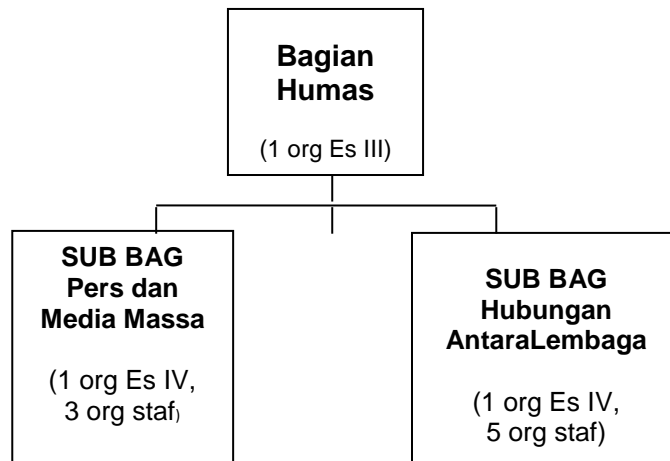 Bagian
Humas
(1 org Es III)
SUB BAG
Pers dan
Media Massa
(1 org Es IV,
3 org staf)
SUB BAG
Hubungan
AntaraLembaga
(1 org Es IV,
5 org staf)